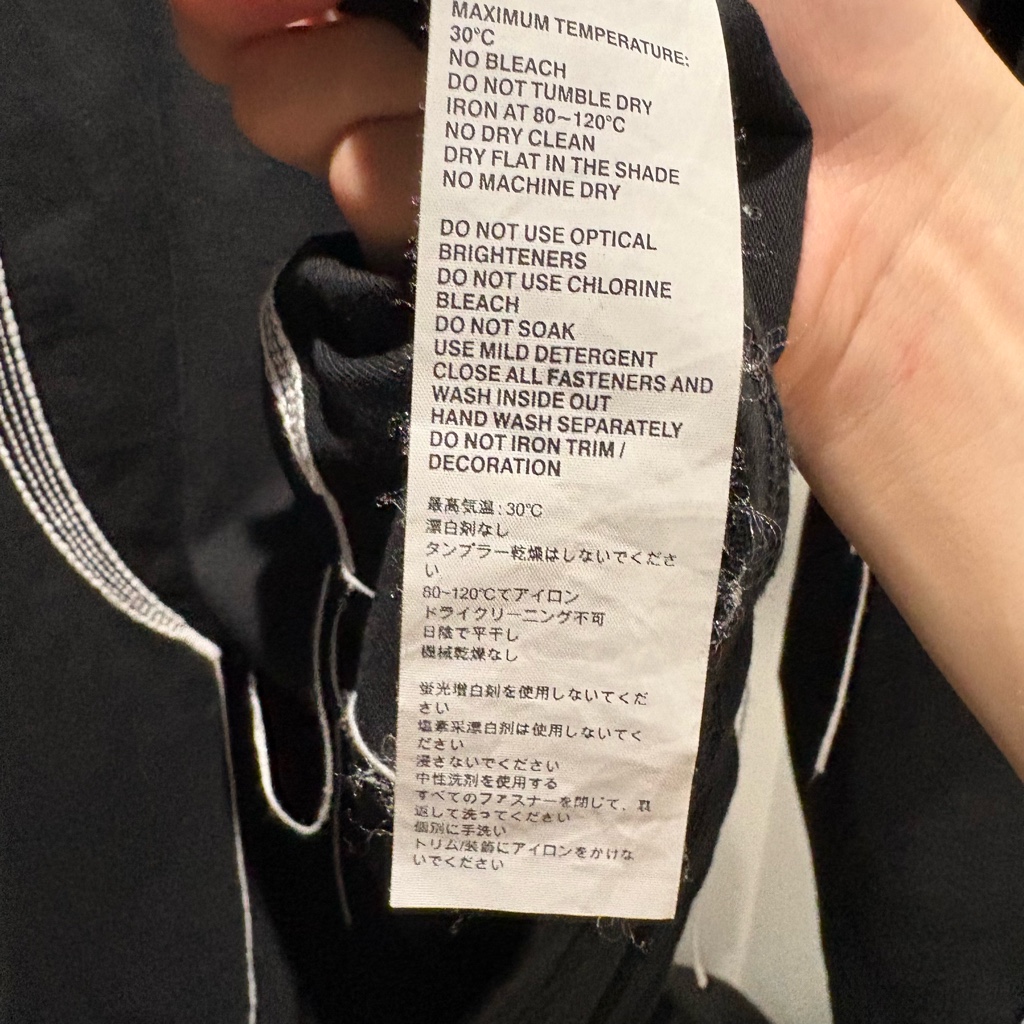 MAXIMUM TEMPERATURE:
30°C
NO BLEACH
DO NOT TUMBLE DRY
IRON AT 80~120°C
NO DRY CLEAN
DRY FLAT IN THE SHADE
NO MACHINE DRY
DO NOT USE OPTICAL
BRIGHTENERS
DO NOT USE CHLORINE
BLEACH
DO NOT SOAK
USE MILD DETERGENT
CLOSE ALL FASTENERS AND
WASH INSIDE OUT
HAND WASH SEPARATELY
DO NOT IRON TRIM /
DECORATION
最高気温:30°C
漂白剤なし
タンブラー乾燥はしないでくださ
い
80~120°Cてアイロン
ドライクリーニング不可
日陰で平干し
機械乾燥なし
蛍光増白剤を使用しないてくだ
さい
塩素采漂白剂は使用しないてく
ださい
浸さないでください
中性洗剤を使用する
すべてのファスナーを閉じて、裏
返して洗ってください
個別に手洗い
トリム/装飾にアイロンをかけな
いでください